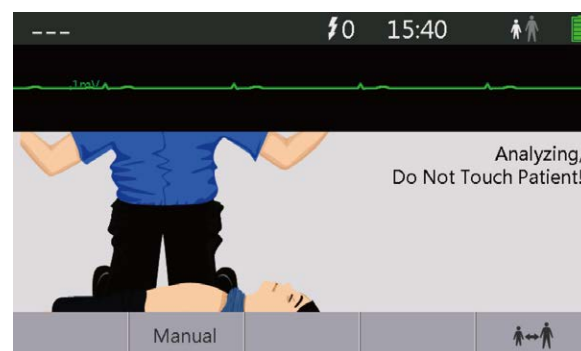 --- 0 15:40
1mV
Analyzing,
Do Not Touch Patient!
Manual